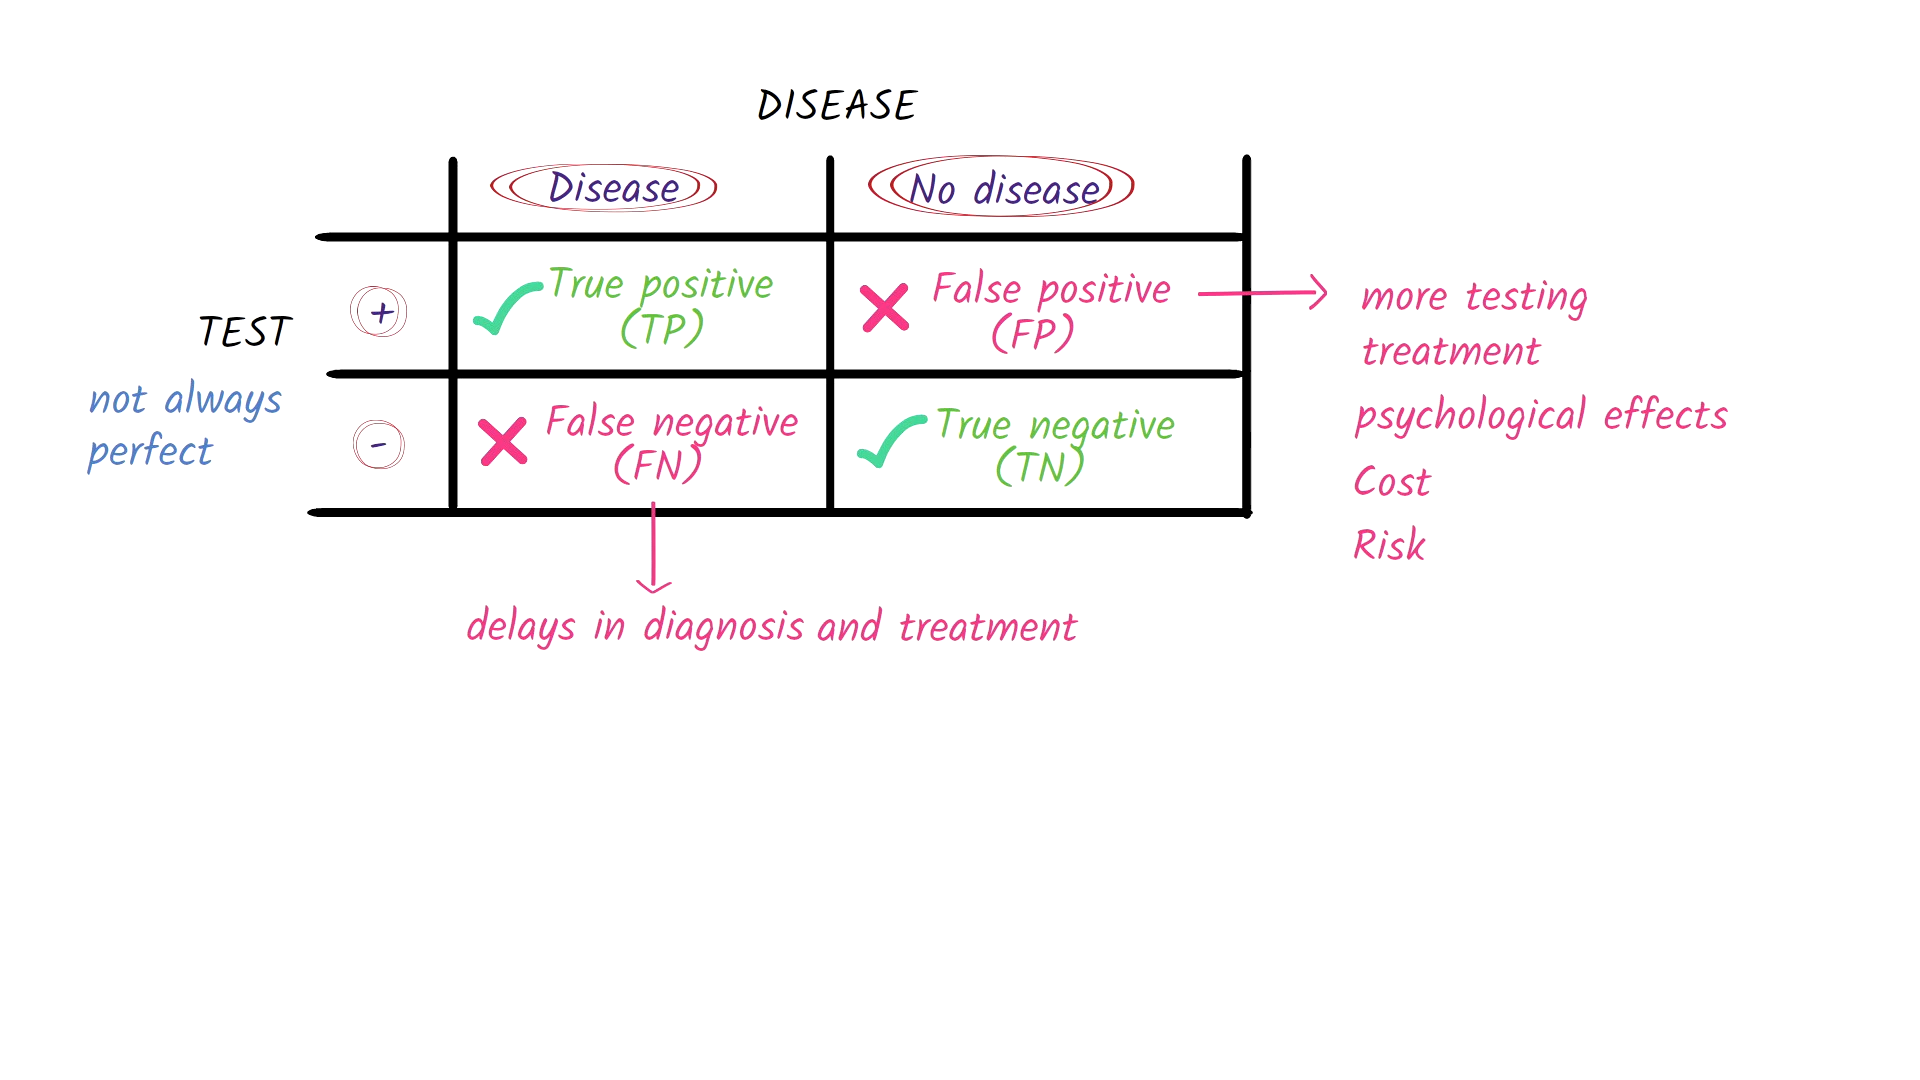 DISEASE
Disease
No disease
TEST
not always
perfect
+
True positive
(TP)
False positive
(FP)
-
False negative
(FN)
True negative
(TN)
more testing
treatment
psychological effects
Cost
Risk
delays in diagnosis and treatment